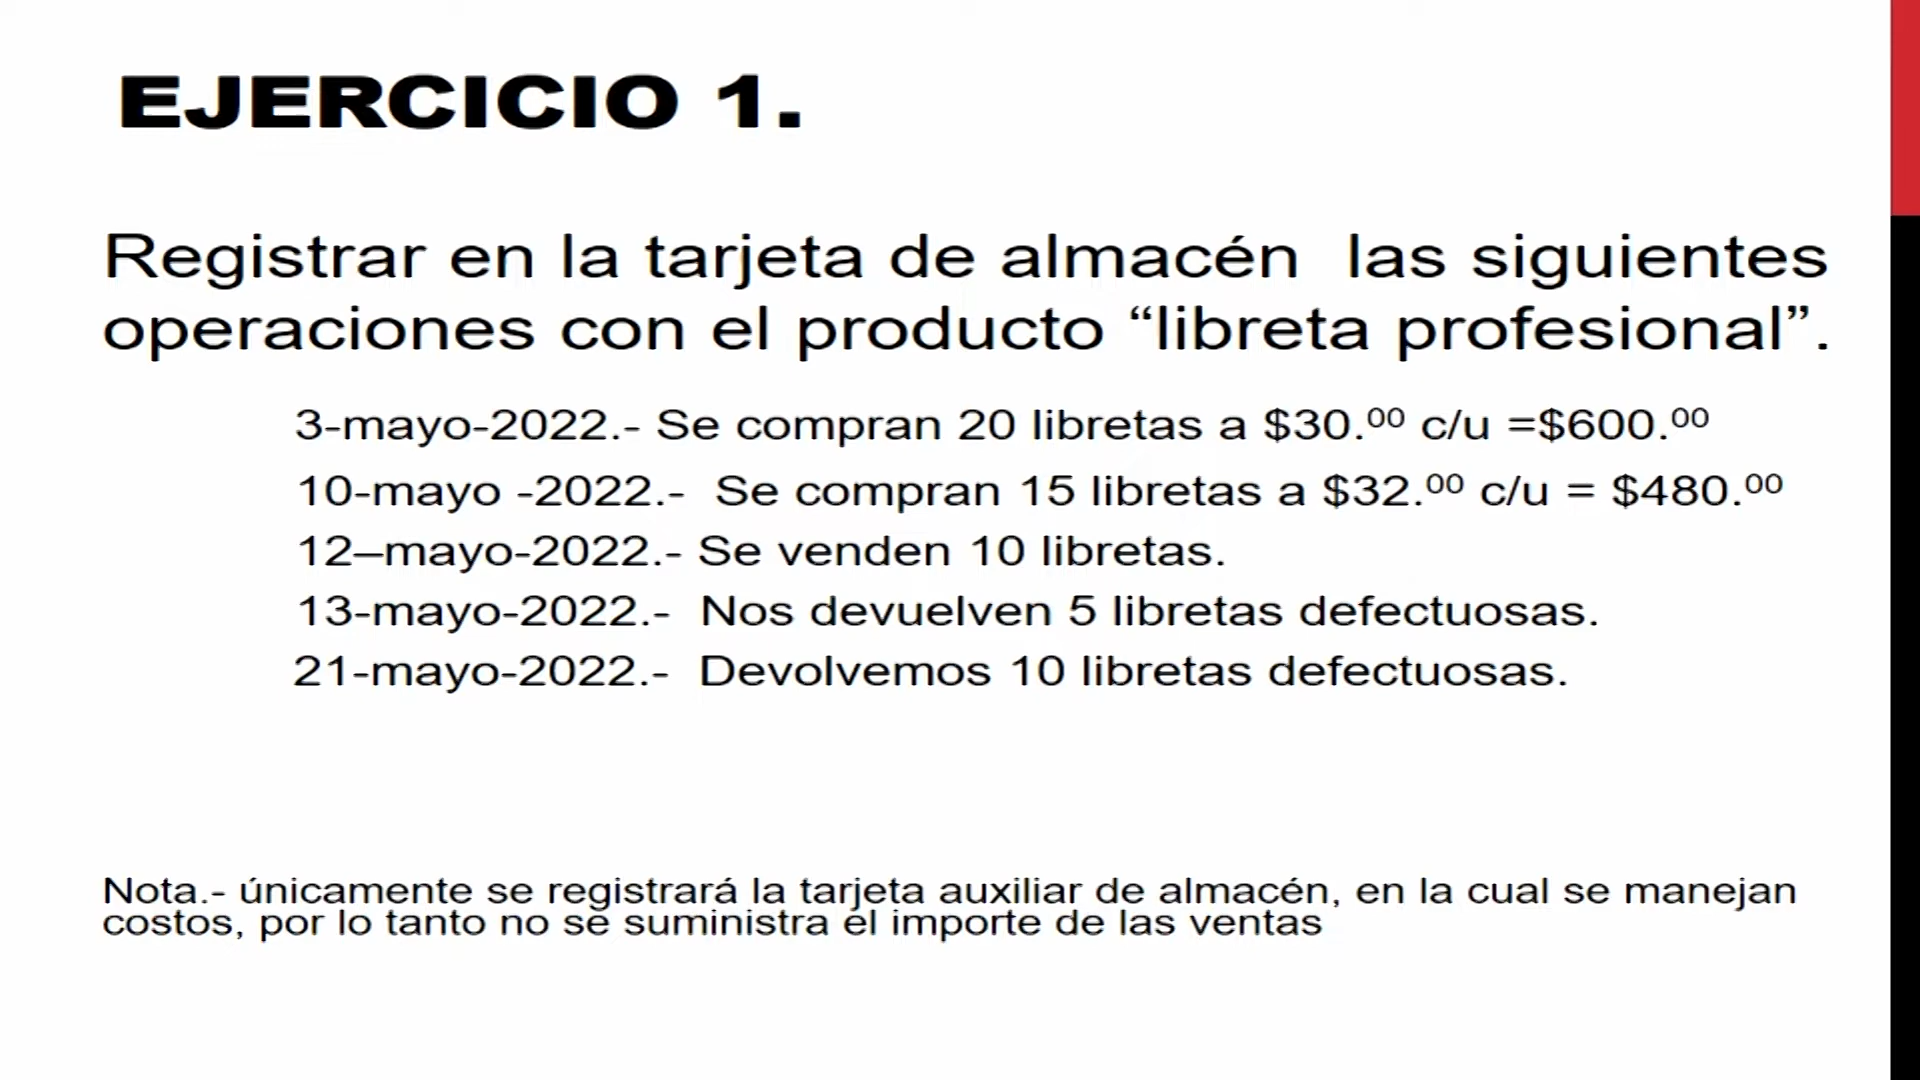 EJERCICIO 1.
Registrar en la tarjeta de almacén las siguientes
operaciones con el producto “libreta profesional”.
3-mayo-2022.- Se compran 20 libretas a $30.⁰⁰ c/u =$600.⁰⁰
10-mayo -2022.- Se compran 15 libretas a $32.⁰⁰ c/u = $480.⁰⁰
12–mayo-2022.- Se venden 10 libretas.
13-mayo-2022.- Nos devuelven 5 libretas defectuosas.
21-mayo-2022.- Devolvemos 10 libretas defectuosas.
Nota.- únicamente se registrará la tarjeta auxiliar de almacén, en la cual se manejan
costos, por lo tanto no se suministra el importe de las ventas